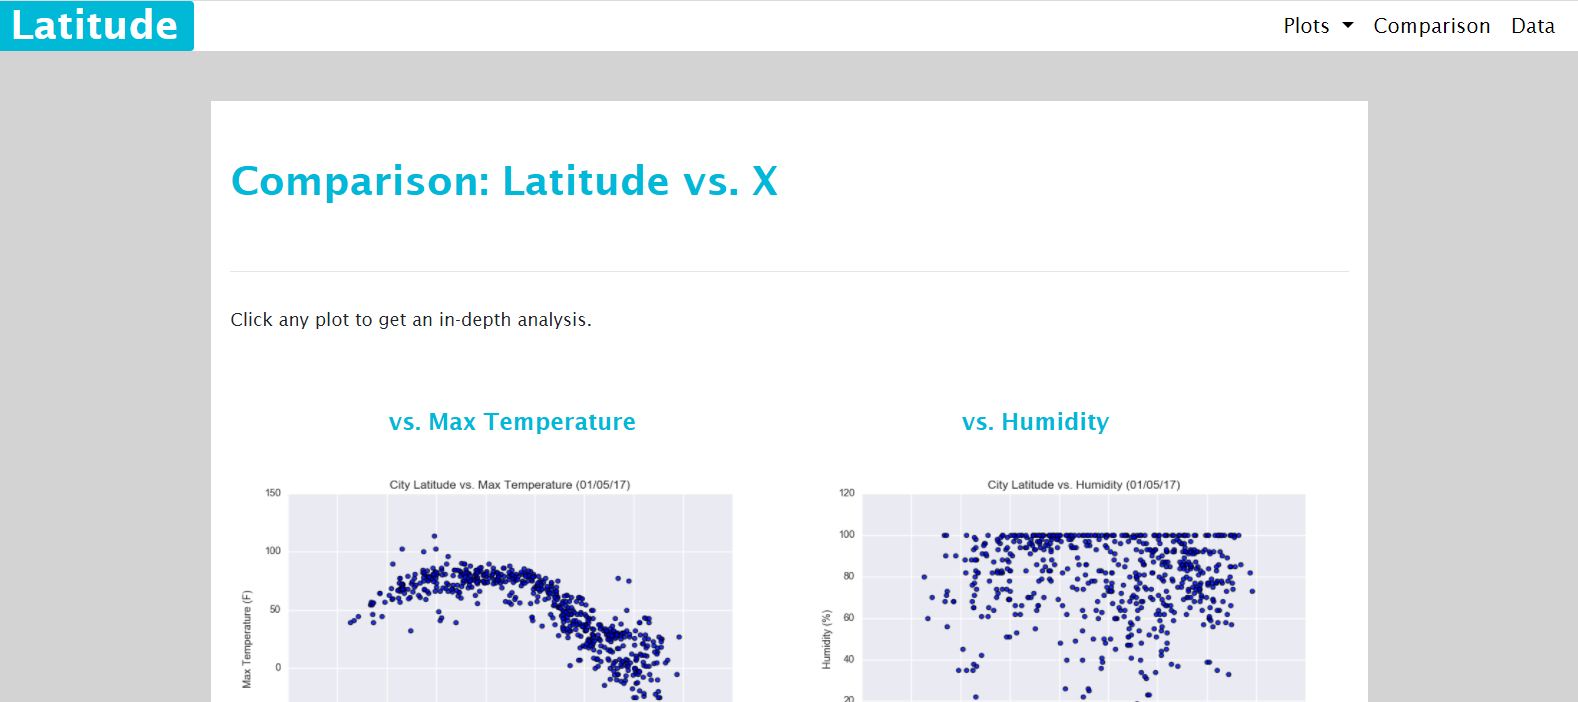 Latitude
Plots Comparison Data
Comparison: Latitude vs. X
Click any plot to get an in-depth analysis.
vs. Max Temperature
vs. Humidity
City Latitude vs. Max Temperature (01/05/17)
150
100
50
0
Max Temperature (F)
City Latitude vs. Humidity (01/05/17)
120
100
80
60
40
20
Humidity (%)